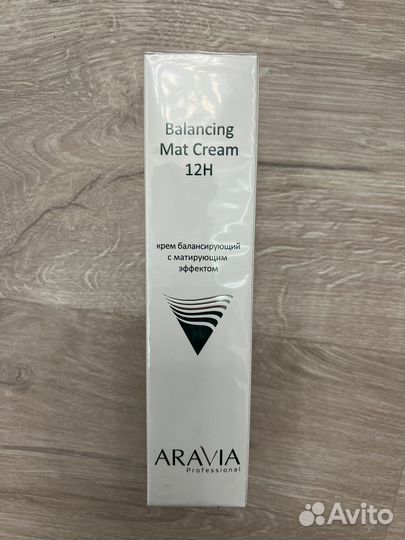 Balancing
Mat Cream
12H
крем балансирующий
с матирующим
эффектом
ARAVIA
Professional
Avito